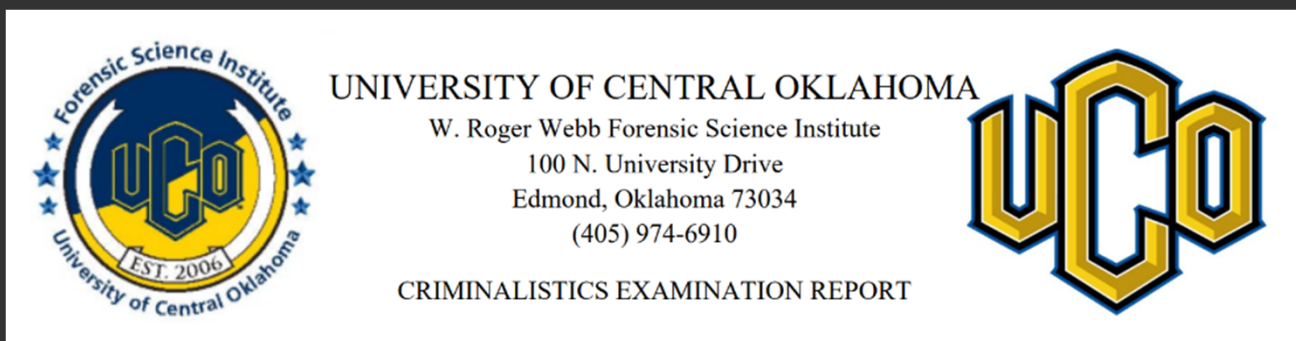 Forensic Science Institute
UCO
EST. 2006
University of Central Oklahoma
UNIVERSITY OF CENTRAL OKLAHOMA
W. Roger Webb Forensic Science Institute
100 N. University Drive
Edmond, Oklahoma 73034
(405) 974-6910
CRIMINALISTICS EXAMINATION REPORT
UCO